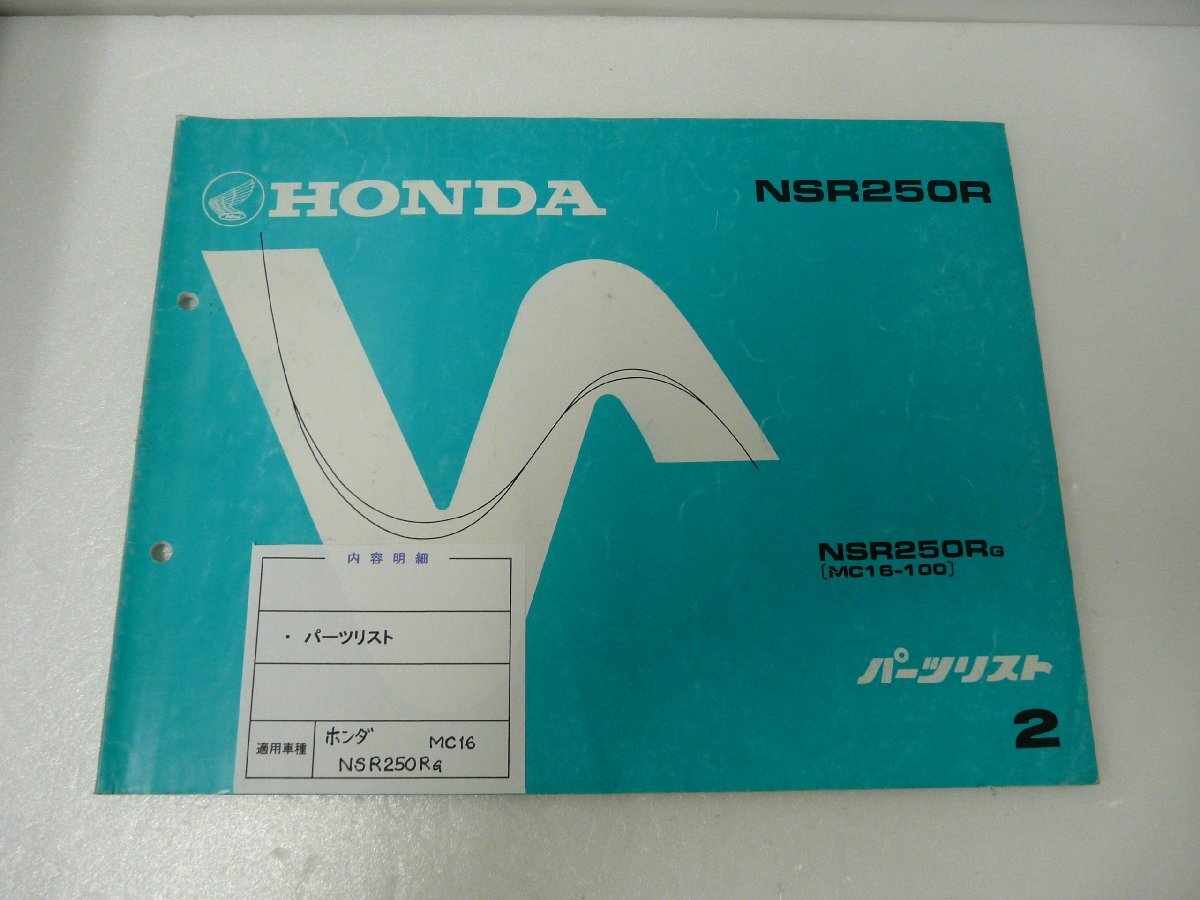 HONDA
NSR250R
NSR250RG
〔MC16-100〕
パーツリスト
2
内容明細
・ パーツリスト
適用車種
ホンダ MC16
NSR250RG